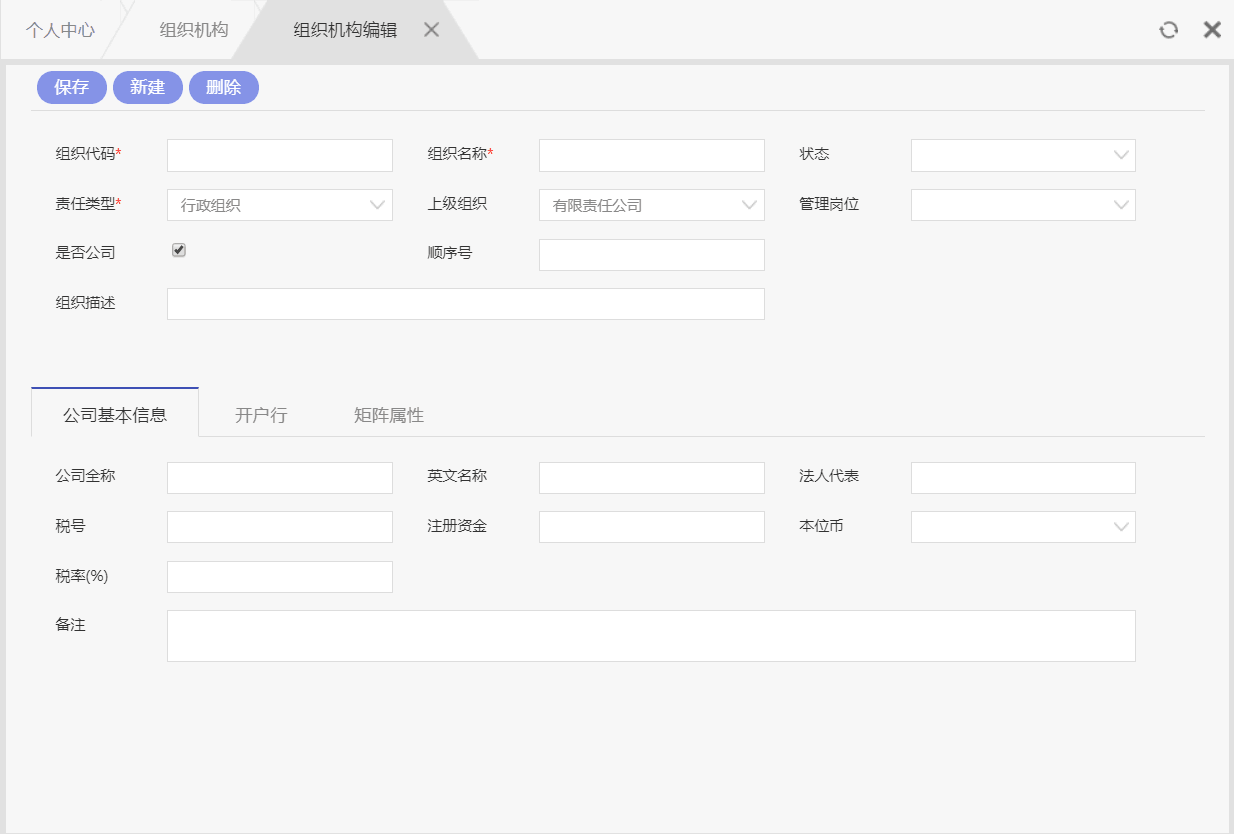 个人中心 组织机构 组织机构编辑
保存 新建 删除
组织代码* 组织名称* 状态
责任类型* 行政组织 上级组织 有限责任公司 管理岗位
是否公司 顺序号
组织描述
公司基本信息 开户行 矩阵属性
公司全称 英文名称 法人代表
税号 注册资金 本位币
税率(%)
备注